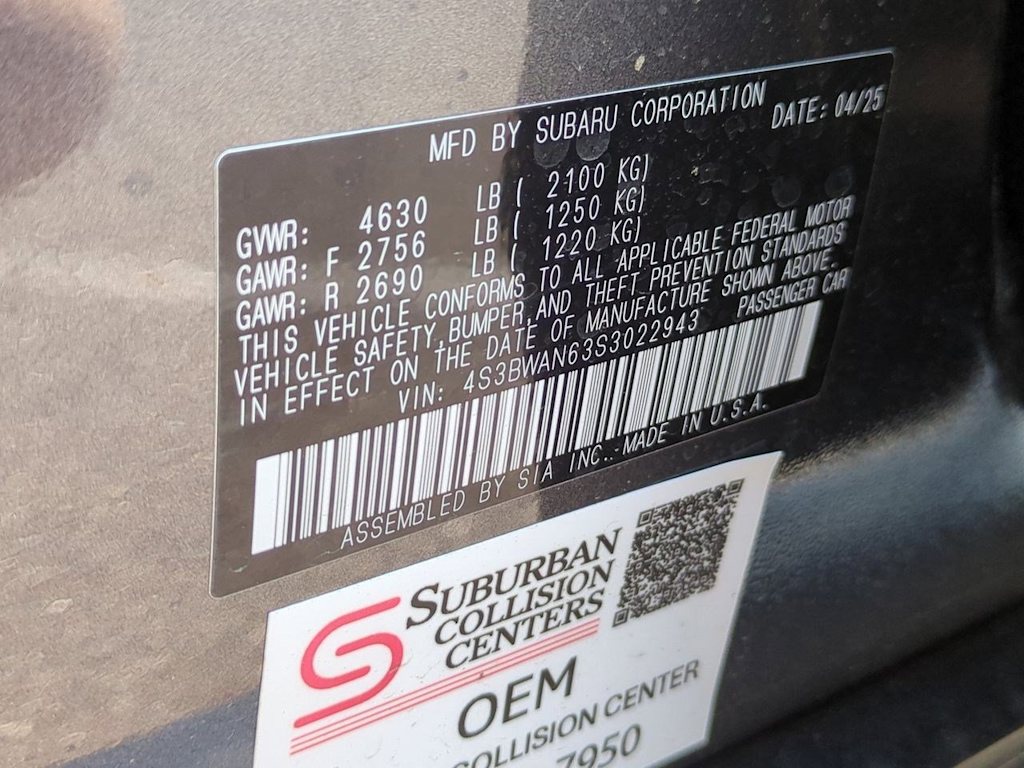 MFD BY SUBARU CORPORATION DATE: 04/25
GVWR: 4630 LB ( 2100 KG)
GAWR: F 2756 LB ( 1250 KG)
GAWR: R 2690 LB ( 1220 KG)
THIS VEHICLE CONFORMS TO ALL APPLICABLE FEDERAL MOTOR
VEHICLE SAFETY,BUMPER,AND THEFT PREVENTION STANDARDS
IN EFFECT ON THE DATE OF MANUFACTURE SHOWN ABOVE.
VIN: 4S3BWAN63S3022943 PASSENGER CAR
ASSEMBLED BY SIA INC.-MADE IN U.S.A.
SUBURBAN
COLLISION
CENTERS
OEM
COLLISION CENTER
7950